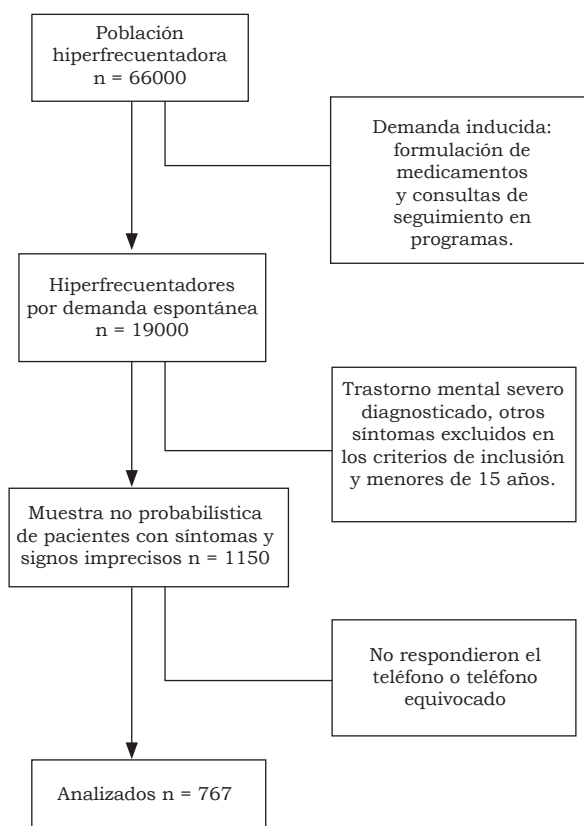 Población
hiperfrecuentadora
n = 66000
Demanda inducida:
formulación de
medicamentos
y consultas de
seguimiento en
programas.
Hiperfrecuentadores
por demanda espontánea
n = 19000
Trastorno mental severo
diagnosticado, otros
síntomas excluidos en
los criterios de inclusión
y menores de 15 años.
Muestra no probabilística
de pacientes con síntomas y
signos imprecisos n = 1150
No respondieron el
teléfono o teléfono
equivocado
Analizados n = 767